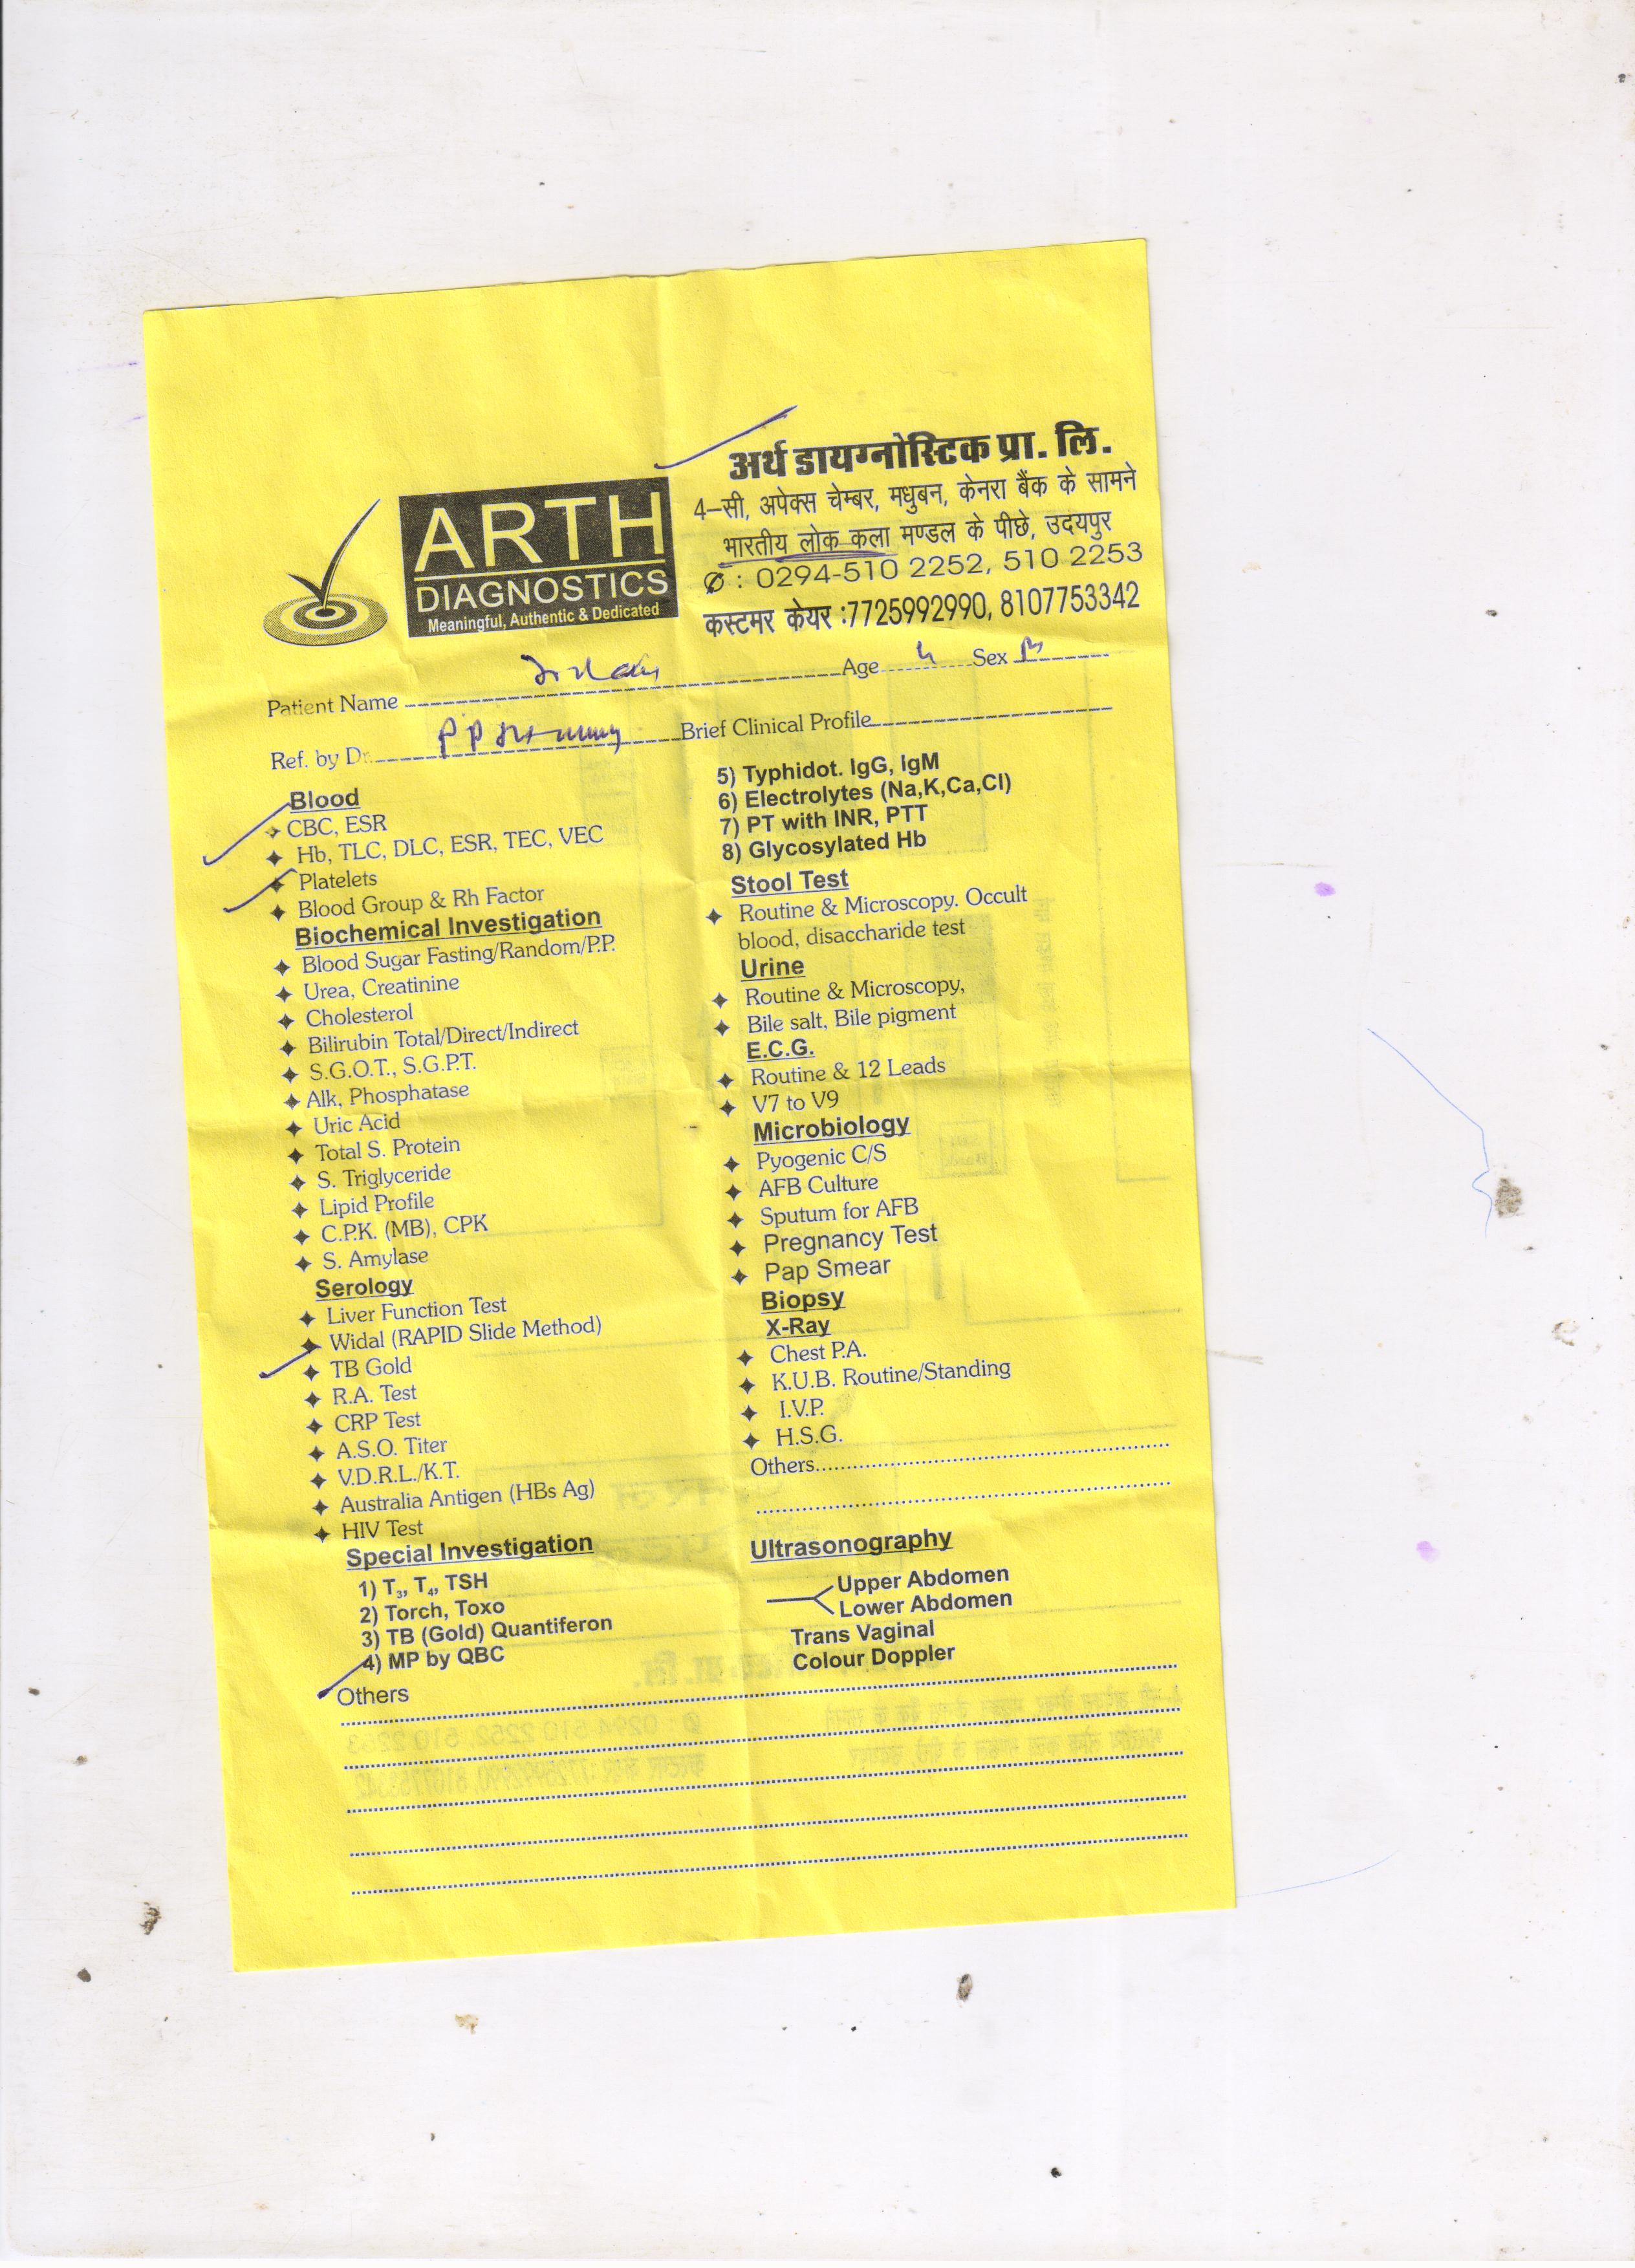 अर्थ डायग्नोस्टिक प्रा. लि.
4-सी, अपेक्स चेम्बर, मधुबन, केनरा बैंक के सामने
भारतीय लोक कला मण्डल के पीछे, उदयपुर
: 0294-510 2252, 510 2253
कस्टमर केयर :7725992990, 8107753342
ARTH
DIAGNOSTICS
Meaningful, Authentic & Dedicated
Patient Name Age Sex
Ref. by Dr. Brief Clinical Profile
Blood
CBC, ESR
Hb, TLC, DLC, ESR, TEC, VEC
Platelets
Blood Group & Rh Factor
Biochemical Investigation
Blood Sugar Fasting/Random/P.P.
Urea, Creatinine
Cholesterol
Bilirubin Total/Direct/Indirect
S.G.O.T., S.G.P.T.
Alk, Phosphatase
Uric Acid
Total S. Protein
S. Triglyceride
Lipid Profile
C.P.K. (MB), CPK
S. Amylase
Serology
Liver Function Test
Widal (RAPID Slide Method)
TB Gold
R.A. Test
CRP Test
A.S.O. Titer
V.D.R.L./K.T.
Australia Antigen (HBs Ag)
HIV Test
Special Investigation
1) T3, T4, TSH
2) Torch, Toxo
3) TB (Gold) Quantiferon
4) MP by QBC
Others
5) Typhidot. IgG, IgM
6) Electrolytes (Na,K,Ca,Cl)
7) PT with INR, PTT
8) Glycosylated Hb
Stool Test
Routine & Microscopy. Occult
blood, disaccharide test
Urine
Routine & Microscopy,
Bile salt, Bile pigment
E.C.G.
Routine & 12 Leads
V7 to V9
Microbiology
Pyogenic C/S
AFB Culture
Sputum for AFB
Pregnancy Test
Pap Smear
Biopsy
X-Ray
Chest P.A.
K.U.B. Routine/Standing
I.V.P.
H.S.G.
Others
Ultrasonography
Upper Abdomen
Lower Abdomen
Trans Vaginal
Colour Doppler